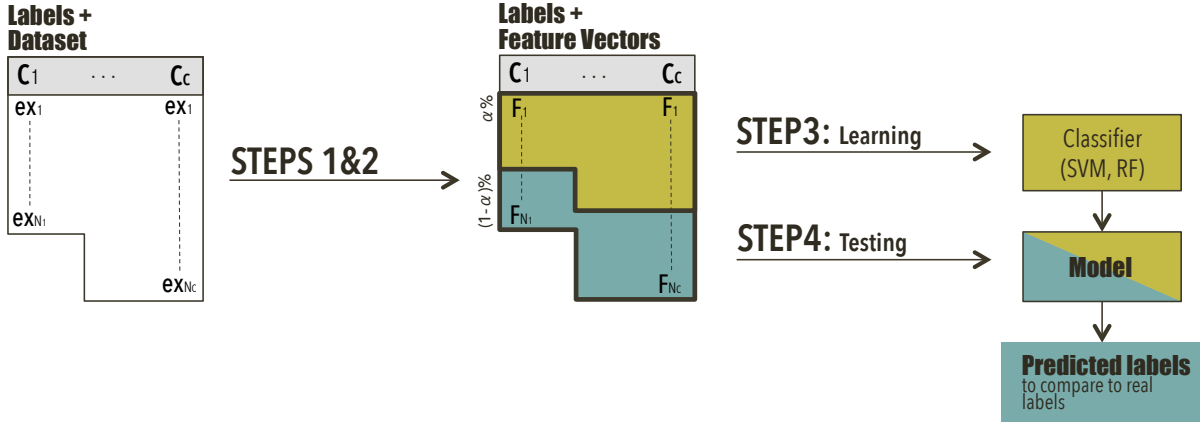 Labels +
Dataset
C1 ... Cc
ex1 ex1
exN1
exNc
STEPS 1&2
Labels +
Feature Vectors
C1 ... Cc
α%
F1 F1
(1-α)%
FN1
FNc
STEP3: Learning
STEP4: Testing
Classifier
(SVM, RF)
Model
Predicted labels
to compare to real
labels